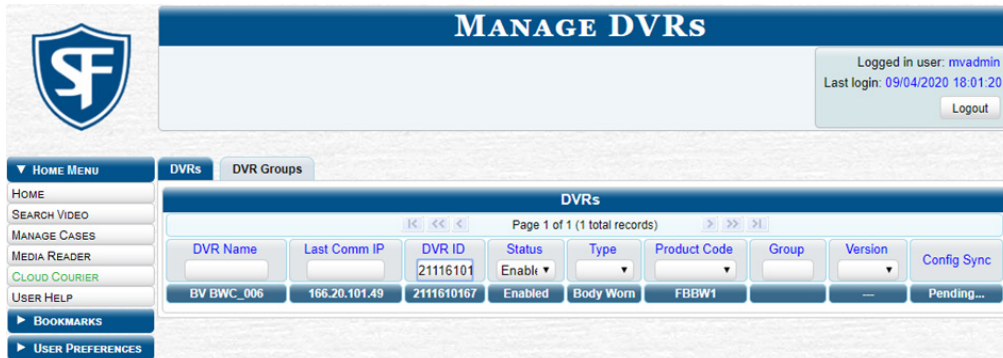 MANAGE DVRS
SF
Logged in user: mvadmin
Last login: 09/04/2020 18:01:20
Logout
▼ HOME MENU
HOME
SEARCH VIDEO
MANAGE CASES
MEDIA READER
CLOUD COURIER
USER HELP
► BOOKMARKS
► USER PREFERENCES
DVRs DVR Groups
DVRs
Page 1 of 1 (1 total records)
DVR Name Last Comm IP DVR ID Status Type Product Code Group Version Config Sync
21116101 Enable
BV BWC_006 166.20.101.49 2111610167 Enabled Body Worn FBBW1 --- Pending...